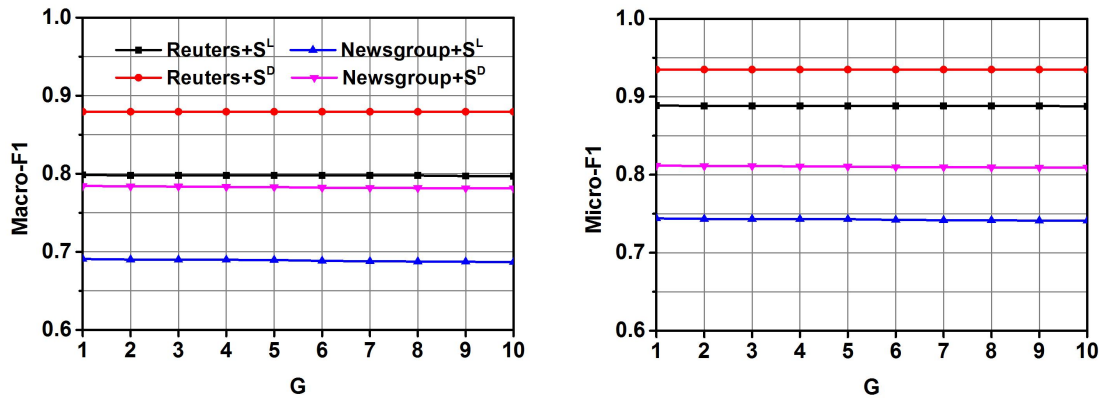 1.0
0.9
0.8
0.7
0.6
Macro-F1
Reuters+S^L
Newsgroup+S^L
Reuters+S^D
Newsgroup+S^D
1 2 3 4 5 6 7 8 9 10
G
1.0
0.9
0.8
0.7
0.6
Micro-F1
1 2 3 4 5 6 7 8 9 10
G